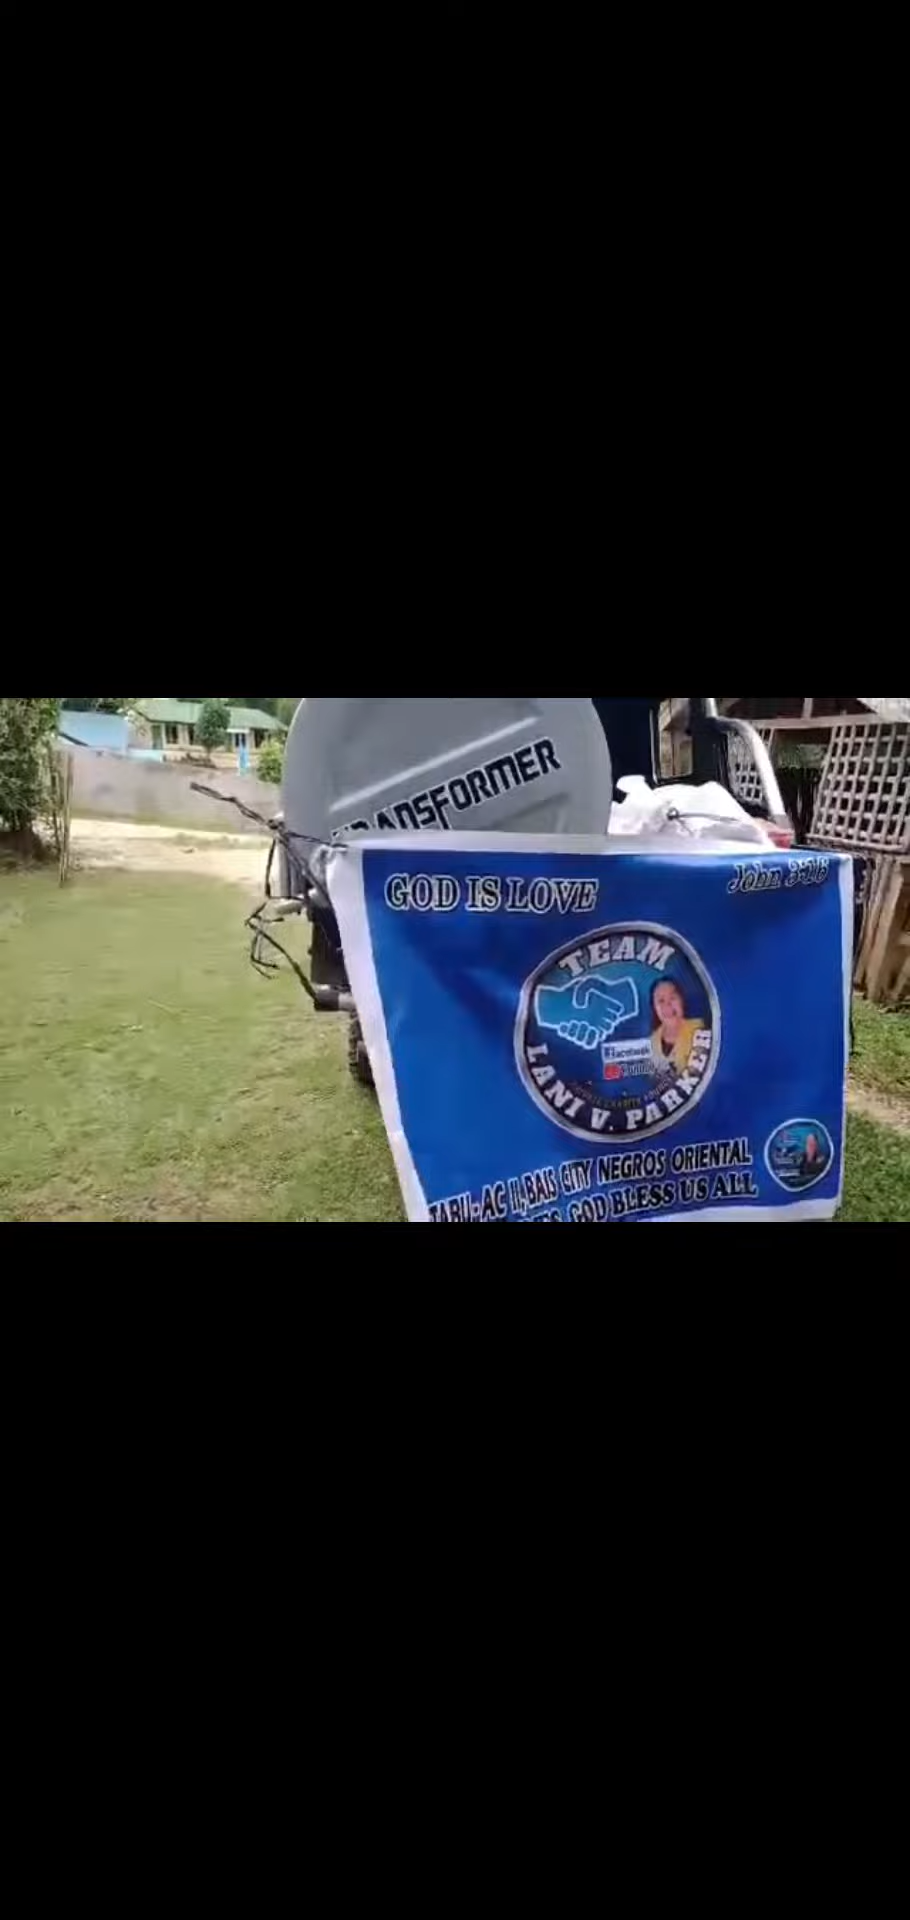 TRANSFORMER
GOD IS LOVE
John 3:16
TEAM
LANI V. PARKER
Facebook
TABU-AC II, BAIS CITY NEGROS ORIENTAL
GOD BLESS US ALL